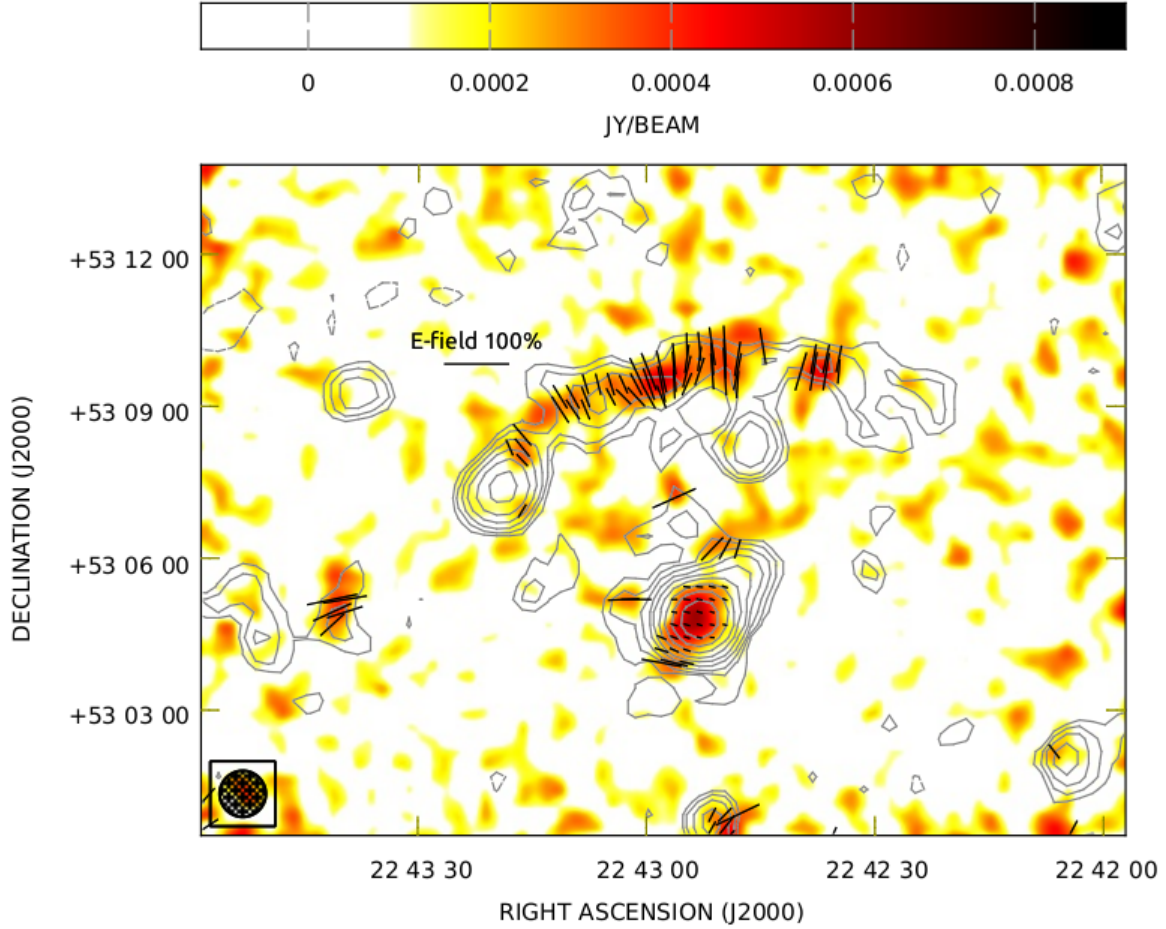 0 0.0002 0.0004 0.0006 0.0008
JY/BEAM
+53 12 00
E-field 100%
+53 09 00
DECLINATION (J2000)
+53 06 00
+53 03 00
22 43 30 22 43 00 22 42 30 22 42 00
RIGHT ASCENSION (J2000)